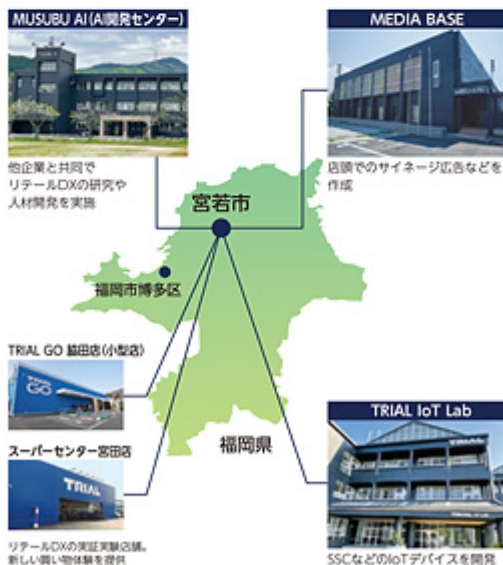 MUSUBU AI(AI開発センター)
他企業と共同で
リテールDXの研究や
人材開発を実施
MEDIA BASE
店頭でのサイネージ広告などを
作成
宮若市
福岡市博多区
福岡県
TRIAL GO 脇田店(小型店)
TRIAL
GO
スーパーセンター宮田店
TRIAL
リテールDXの実証実験店舗。
新しい買い物体験を提供
TRIAL IoT Lab
TRIAL
SSCなどのIoTデバイスを開発